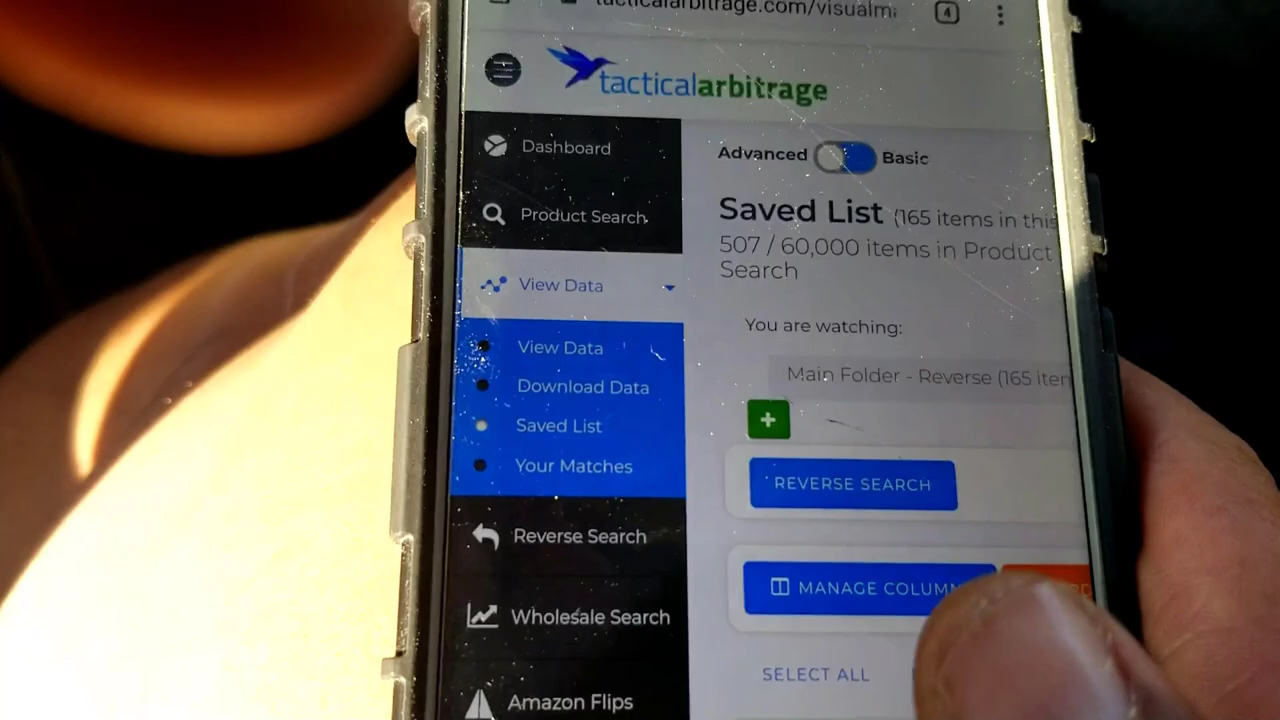 tacticalarbitrage.com/visualm
4
tacticalarbitrage
Dashboard
Product Search
View Data
View Data
Download Data
Saved List
Your Matches
Reverse Search
Wholesale Search
Amazon Flips
Advanced Basic
Saved List (165 items in this
507 / 60,000 items in Product
Search
You are watching:
Main Folder - Reverse (165 item
+
REVERSE SEARCH
MANAGE COLUMN
SELECT ALL